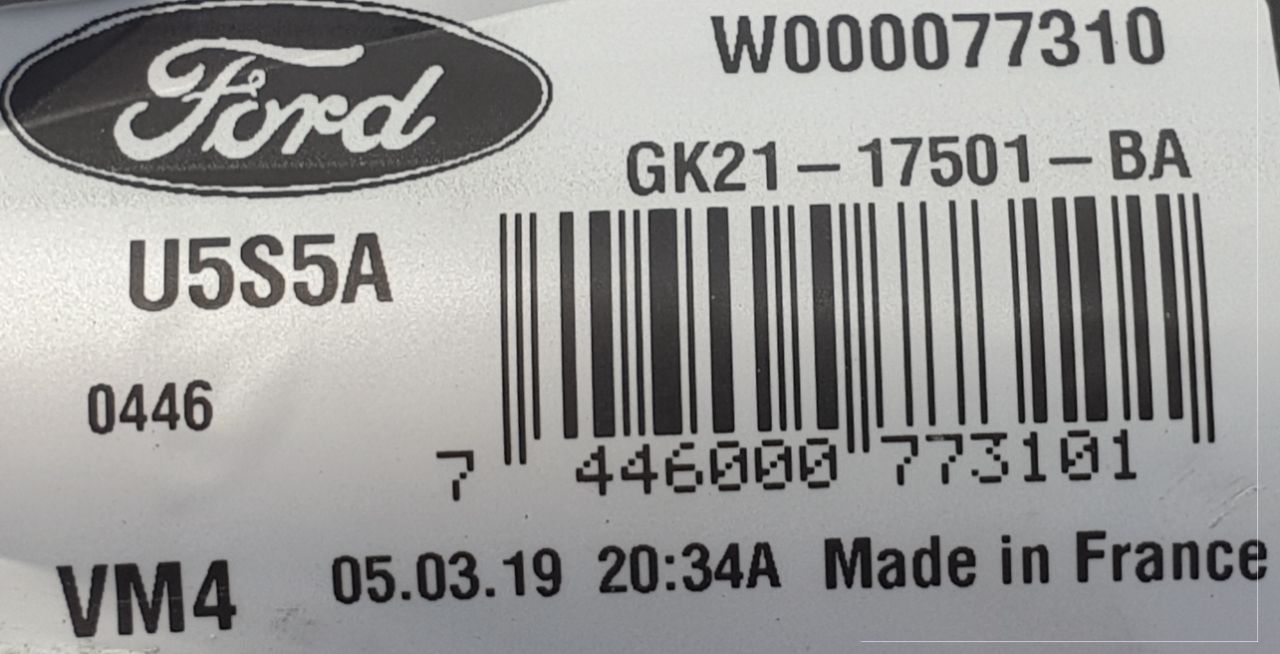 Ford
W000077310
GK21-17501-BA
U5S5A
0446
7 446000 773101
VM4 05.03.19 20:34A Made in France